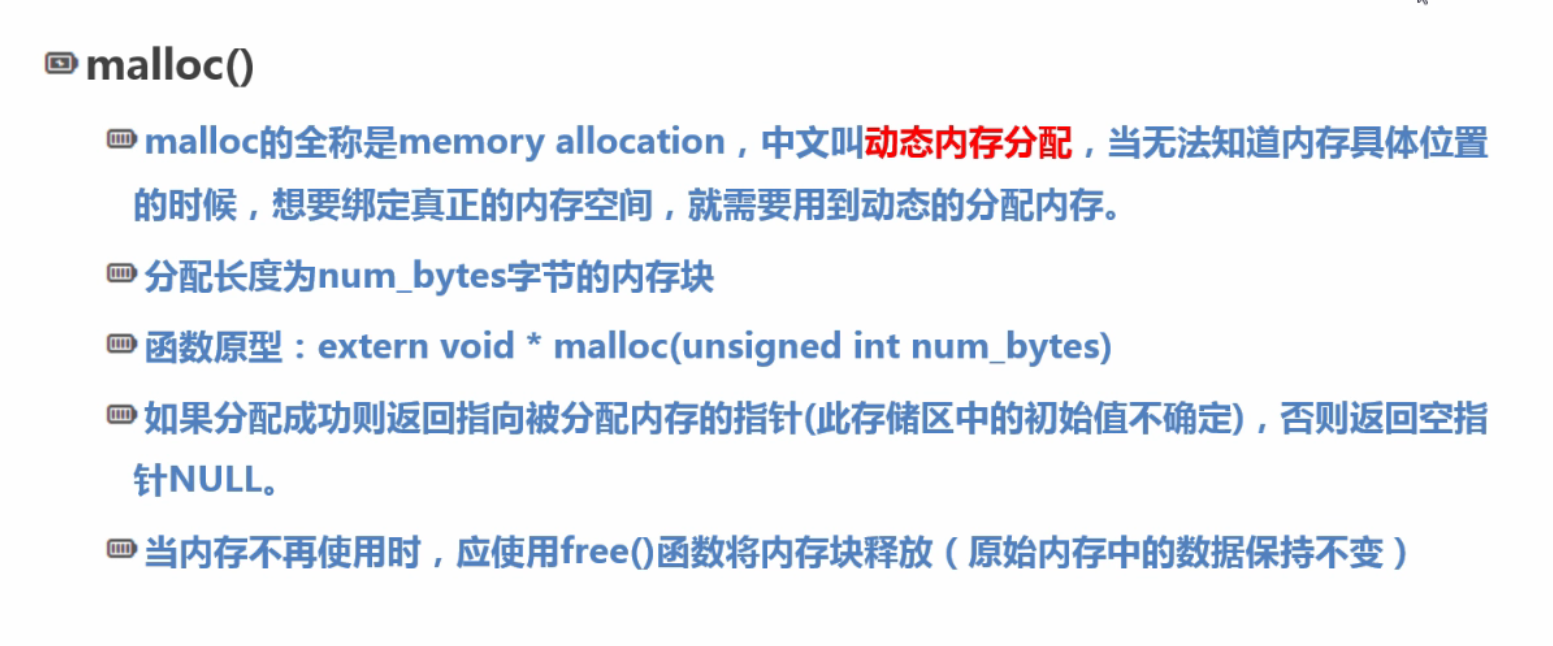 malloc()
malloc的全称是memory allocation，中文叫动态内存分配，当无法知道内存具体位置
的时候，想要绑定真正的内存空间，就需要用到动态的分配内存。
分配长度为num_bytes字节的内存块
函数原型：extern void * malloc(unsigned int num_bytes)
如果分配成功则返回指向被分配内存的指针(此存储区中的初始值不确定)，否则返回空指
针NULL。
当内存不再使用时，应使用free()函数将内存块释放（原始内存中的数据保持不变）